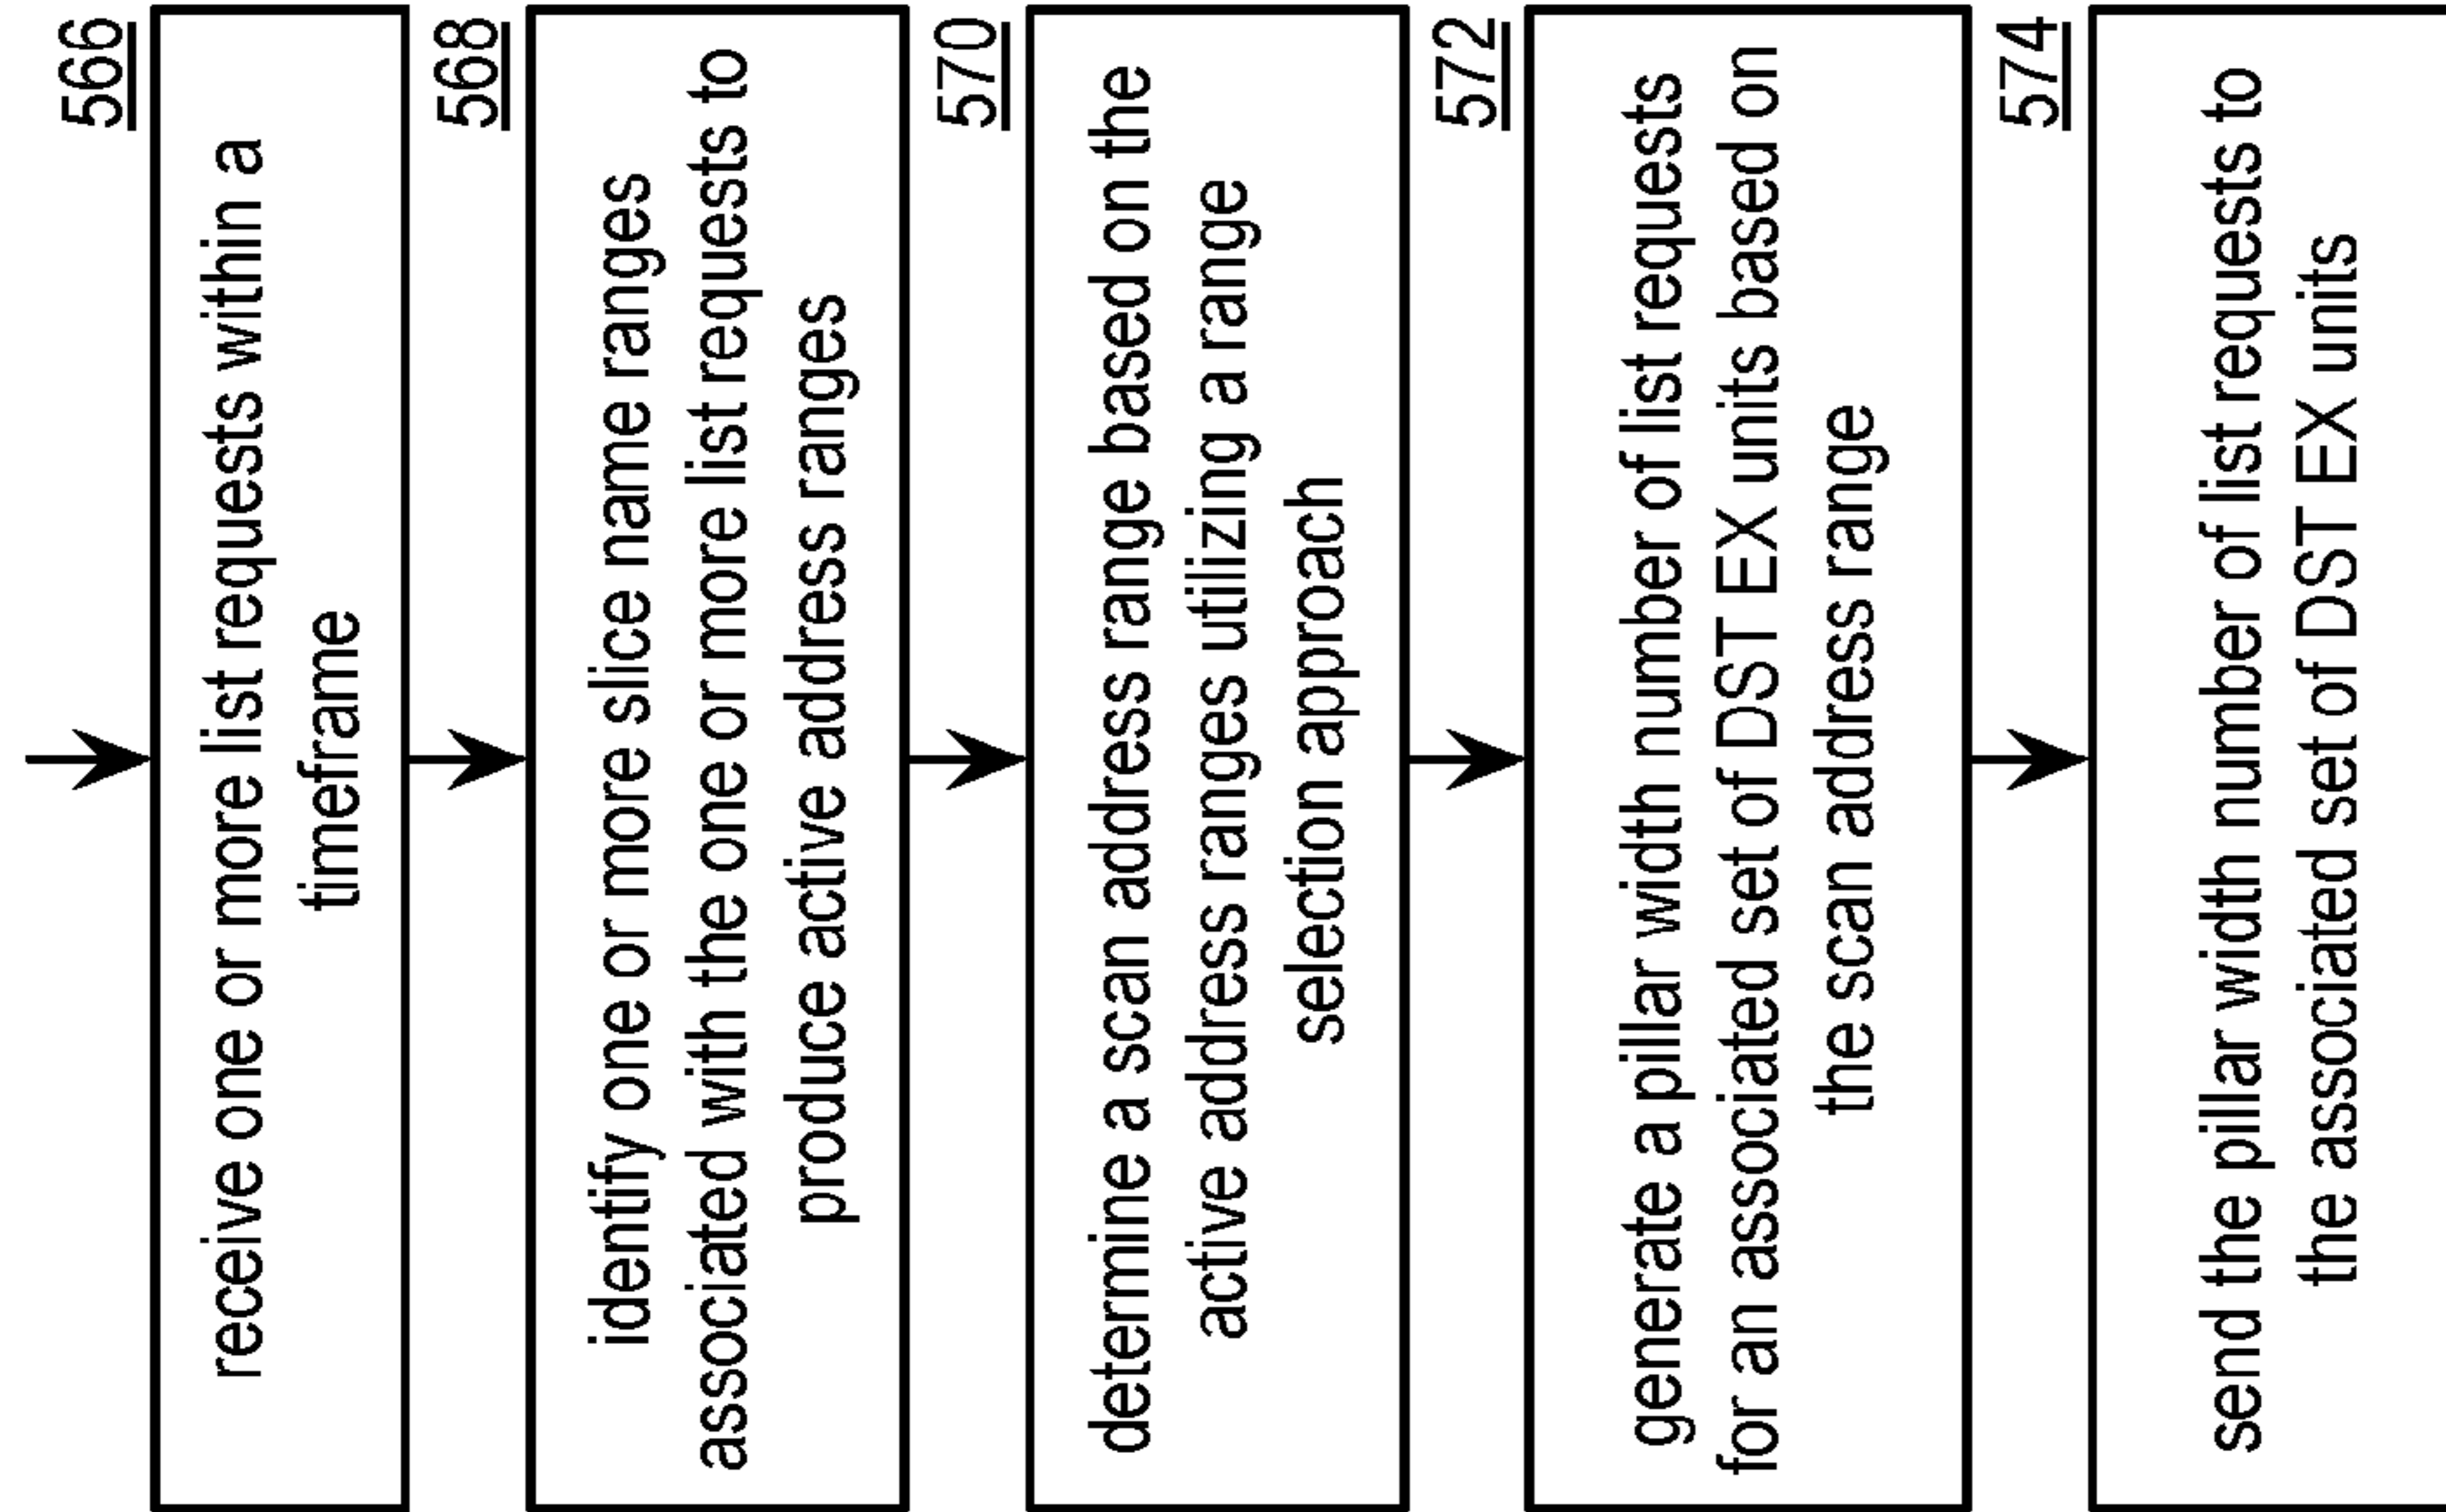 566
receive one or more list requests within a
timeframe
568
identify one or more slice name ranges
associated with the one or more list requests to
produce active address ranges
570
determine a scan address range based on the
active address ranges utilizing a range
selection approach
572
generate a pillar width number of list requests
for an associated set of DST EX units based on
the scan address range
574
send the pillar width number of list requests to
the associated set of DST EX units